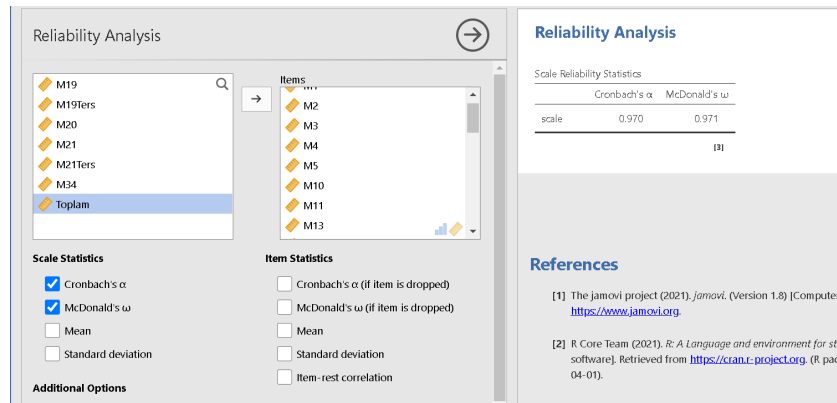 Reliability Analysis
M19
M19Ters
M20
M21
M21Ters
M34
Toplam
Items
M2
M3
M4
M5
M10
M11
M13
Scale Statistics
Cronbach's α
McDonald's ω
Mean
Standard deviation
Additional Options
Item Statistics
Cronbach's α (if item is dropped)
McDonald's ω (if item is dropped)
Mean
Standard deviation
Item-rest correlation
Reliability Analysis
Scale Reliability Statistics
Cronbach's α McDonald's ω
scale 0.970 0.971
[3]
References
[1] The jamovi project (2021). jamovi. (Version 1.8) [Compute
https://www.jamovi.org.
[2] R Core Team (2021). R: A Language and environment for st
software]. Retrieved from https://cran.r-project.org. (R pac
04-01).